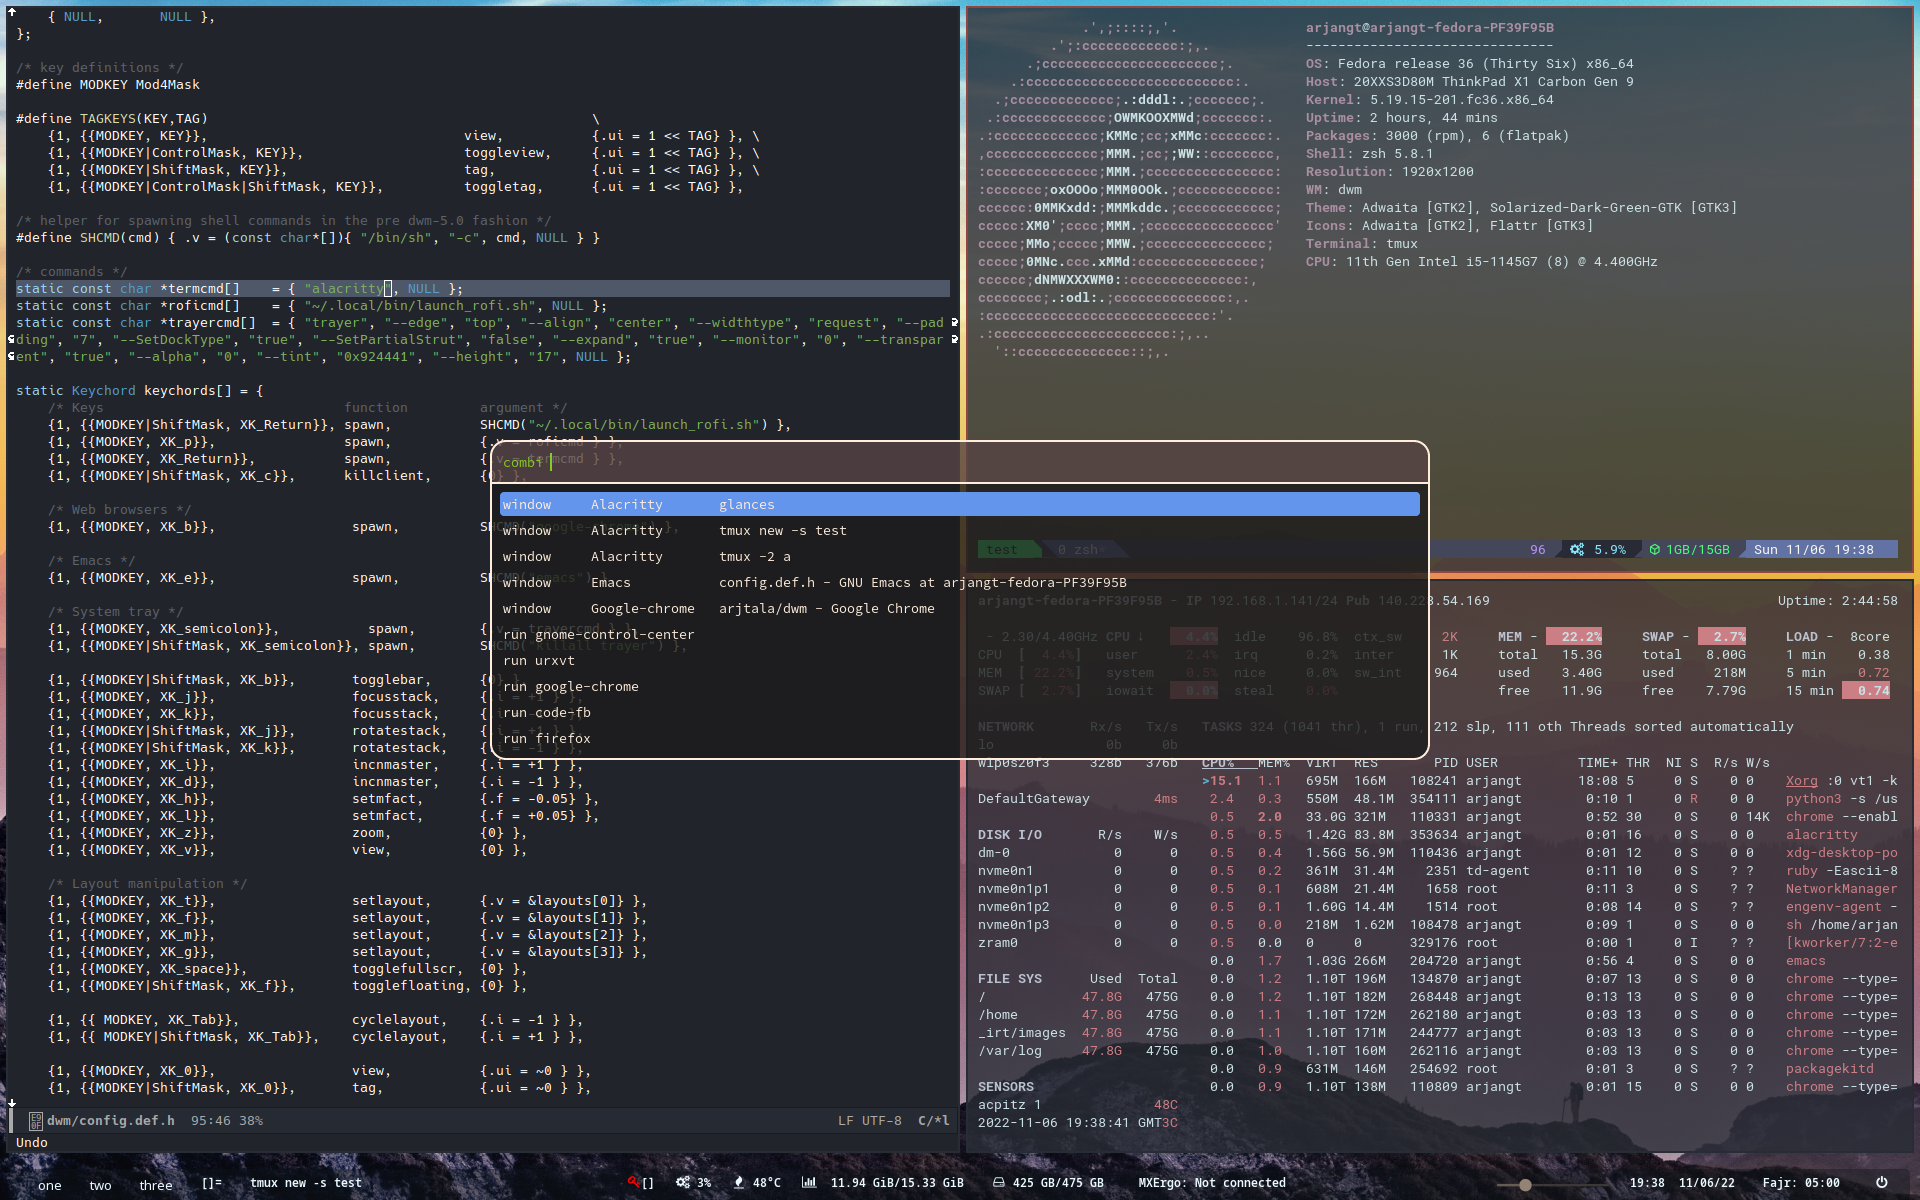 { NULL,       NULL },
};
/* key definitions */
#define MODKEY Mod4Mask
#define TAGKEYS(KEY,TAG) \
{1, {{MODKEY, KEY}}, view, {.ui = 1 << TAG} }, \
{1, {{MODKEY|ControlMask, KEY}}, toggleview, {.ui = 1 << TAG} }, \
{1, {{MODKEY|ShiftMask, KEY}}, tag, {.ui = 1 << TAG} }, \
{1, {{MODKEY|ControlMask|ShiftMask, KEY}}, toggletag, {.ui = 1 << TAG} },
/* helper for spawning shell commands in the pre dwm-5.0 fashion */
#define SHCMD(cmd) { .v = (const char*[]){ "/bin/sh", "-c", cmd, NULL } }
/* commands */
static const char *termcmd[] = { "alacritty", NULL };
static const char *roficmd[] = { "~/.local/bin/launch_rofi.sh", NULL };
static const char *trayercmd[] = { "trayer", "--edge", "top", "--align", "center", "--widthtype", "request", "--pad
ding", "7", "--SetDockType", "true", "--SetPartialStrut", "false", "--expand", "true", "--monitor", "0", "--transpar
ent", "true", "--alpha", "0", "--tint", "0x924441", "--height", "17", NULL };
static Keychord keychords[] = {
/* Keys function argument */
{1, {{MODKEY|ShiftMask, XK_Return}}, spawn, SHCMD("~/.local/bin/launch_rofi.sh") },
{1, {{MODKEY, XK_p}}, spawn, {.v = roficmd } },
{1, {{MODKEY, XK_Return}}, spawn, {.v = termcmd } },
{1, {{MODKEY|ShiftMask, XK_c}}, killclient, {0} },
/* Web browsers */
{1, {{MODKEY, XK_b}}, spawn, SHCMD("google-chrome") },
/* Emacs */
{1, {{MODKEY, XK_e}}, spawn, SHCMD("emacs") },
/* System tray */
{1, {{MODKEY, XK_semicolon}}, spawn, {.v = trayercmd } },
{1, {{MODKEY|ShiftMask, XK_semicolon}}, spawn, SHCMD("killall trayer") },
{1, {{MODKEY|ShiftMask, XK_b}}, togglebar, {0} },
{1, {{MODKEY, XK_j}}, focusstack, {.i = +1 } },
{1, {{MODKEY, XK_k}}, focusstack, {.i = -1 } },
{1, {{MODKEY|ShiftMask, XK_j}}, rotatestack, {.i = +1 } },
{1, {{MODKEY|ShiftMask, XK_k}}, rotatestack, {.i = -1 } },
{1, {{MODKEY, XK_i}}, incnmaster, {.i = +1 } },
{1, {{MODKEY, XK_d}}, incnmaster, {.i = -1 } },
{1, {{MODKEY, XK_h}}, setmfact, {.f = -0.05} },
{1, {{MODKEY, XK_l}}, setmfact, {.f = +0.05} },
{1, {{MODKEY, XK_z}}, zoom, {0} },
{1, {{MODKEY, XK_v}}, view, {0} },
/* Layout manipulation */
{1, {{MODKEY, XK_t}}, setlayout, {.v = &layouts[0]} },
{1, {{MODKEY, XK_f}}, setlayout, {.v = &layouts[1]} },
{1, {{MODKEY, XK_m}}, setlayout, {.v = &layouts[2]} },
{1, {{MODKEY, XK_g}}, setlayout, {.v = &layouts[3]} },
{1, {{MODKEY, XK_space}}, togglefullscr, {0} },
{1, {{MODKEY|ShiftMask, XK_f}}, togglefloating, {0} },
{1, {{ MODKEY, XK_Tab}}, cyclelayout, {.i = -1 } },
{1, {{ MODKEY|ShiftMask, XK_Tab}}, cyclelayout, {.i = +1 } },
{1, {{MODKEY, XK_0}}, view, {.ui = ~0 } },
{1, {{MODKEY|ShiftMask, XK_0}}, tag, {.ui = ~0 } },
dwm/config.def.h 95:46 38% LF UTF-8 C/*l
Undo
arjangt@arjangt-fedora-PF39F95B
-------------------------------
OS: Fedora release 36 (Thirty Six) x86_64
Host: 20XXS3D80M ThinkPad X1 Carbon Gen 9
Kernel: 5.19.15-201.fc36.x86_64
Uptime: 2 hours, 44 mins
Packages: 3000 (rpm), 6 (flatpak)
Shell: zsh 5.8.1
Resolution: 1920x1200
WM: dwm
Theme: Adwaita [GTK2], Solarized-Dark-Green-GTK [GTK3]
Icons: Adwaita [GTK2], Flattr [GTK3]
Terminal: tmux
CPU: 11th Gen Intel i5-1145G7 (8) @ 4.400GHz
test 0 zsh 96 5.9% 1GB/15GB Sun 11/06 19:38
combi
window Alacritty glances
window Alacritty tmux new -s test
window Alacritty tmux -2 a
window Emacs config.def.h - GNU Emacs at arjangt-fedora-PF39F95B
window Google-chrome arjtala/dwm - Google Chrome
run gnome-control-center
run urxvt
run google-chrome
run code-fb
run firefox
arjangt-fedora-PF39F95B - IP 192.168.1.141/24 Pub 140.223.54.169 Uptime: 2:44:58
- 2.30/4.40GHz CPU ↓ 4.4% idle 96.8% ctx_sw 2K MEM - 22.2% SWAP - 2.7% LOAD - 8core
CPU [ 4.4%] user 2.4% irq 0.2% inter 1K total 15.3G total 8.00G 1 min 0.38
MEM [ 22.2%] system 0.5% nice 0.0% sw_int 964 used 3.40G used 218M 5 min 0.72
SWAP [ 2.7%] iowait 0.0% steal 0.0% free 11.9G free 7.79G 15 min 0.74
NETWORK Rx/s Tx/s TASKS 324 (1041 thr), 1 run, 212 slp, 111 oth Threads sorted automatically
lo 0b 0b
wlp0s20f3 328b 376b CPU% MEM% VIRT RES PID USER TIME+ THR NI S R/s W/s
>15.1 1.1 695M 166M 108241 arjangt 18:08 5 0 S 0 0 Xorg :0 vt1 -k
DefaultGateway 4ms 2.4 0.3 550M 48.1M 354111 arjangt 0:10 1 0 R 0 0 python3 -s /us
0.5 2.0 33.0G 321M 110331 arjangt 0:52 30 0 S 0 14K chrome --enabl
DISK I/O R/s W/s 0.5 0.5 1.42G 83.8M 353634 arjangt 0:01 16 0 S 0 0 alacritty
dm-0 0 0 0.5 0.4 1.56G 56.9M 110436 arjangt 0:01 12 0 S 0 0 xdg-desktop-po
nvme0n1 0 0 0.5 0.2 361M 31.4M 2351 td-agent 0:11 10 0 S ? ? ruby -Eascii-8
nvme0n1p1 0 0 0.5 0.1 608M 21.4M 1658 root 0:11 3 0 S ? ? NetworkManager
nvme0n1p2 0 0 0.5 0.1 1.60G 14.4M 1514 root 0:08 14 0 S ? ? engenv-agent -
nvme0n1p3 0 0 0.5 0.0 218M 1.62M 108478 arjangt 0:09 1 0 S 0 0 sh /home/arjan
zram0 0 0 0.5 0.0 0 0 329176 root 0:00 1 0 I ? ? [kworker/7:2-e
0.0 1.7 1.03G 266M 204720 arjangt 0:56 4 0 S 0 0 emacs
FILE SYS Used Total 0.0 1.2 1.10T 196M 134870 arjangt 0:07 13 0 S 0 0 chrome --type=
/ 47.8G 475G 0.0 1.2 1.10T 182M 268448 arjangt 0:13 13 0 S 0 0 chrome --type=
/home 47.8G 475G 0.0 1.1 1.10T 172M 262180 arjangt 0:03 13 0 S 0 0 chrome --type=
_irt/images 47.8G 475G 0.0 1.1 1.10T 171M 244777 arjangt 0:03 13 0 S 0 0 chrome --type=
/var/log 47.8G 475G 0.0 1.0 1.10T 160M 262116 arjangt 0:03 13 0 S 0 0 chrome --type=
0.0 0.9 631M 146M 254692 root 0:03 1 0 S ? ? packagekitd
SENSORS 0.0 0.9 1.10T 138M 110809 arjangt 0:01 15 0 S 0 0 chrome --type=
acpitz 1 48C
2022-11-06 19:38:41 GMT3C
one two three []= tmux new -s test [] 3% 48°C 11.94 GiB/15.33 GiB 425 GB/475 GB MXErgo: Not connected 19:38 11/06/22 Fajr: 05:00